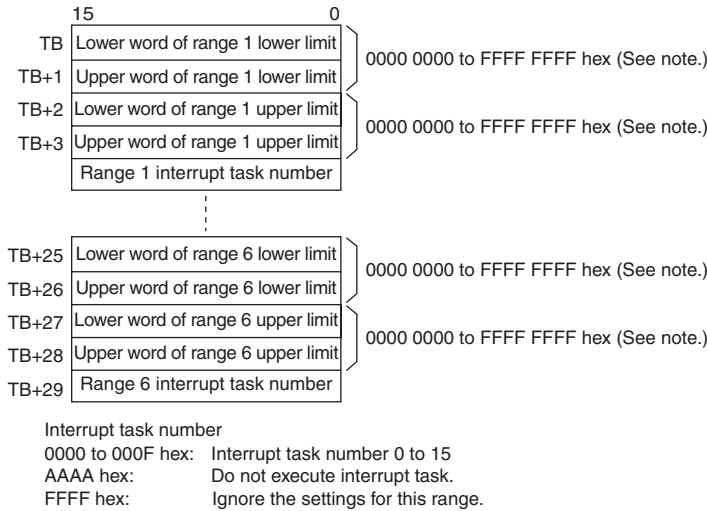 15 0
TB Lower word of range 1 lower limit
0000 0000 to FFFF FFFF hex (See note.)
TB+1 Upper word of range 1 lower limit
TB+2 Lower word of range 1 upper limit
0000 0000 to FFFF FFFF hex (See note.)
TB+3 Upper word of range 1 upper limit
Range 1 interrupt task number
TB+25 Lower word of range 6 lower limit
0000 0000 to FFFF FFFF hex (See note.)
TB+26 Upper word of range 6 lower limit
TB+27 Lower word of range 6 upper limit
0000 0000 to FFFF FFFF hex (See note.)
TB+28 Upper word of range 6 upper limit
TB+29 Range 6 interrupt task number
Interrupt task number
0000 to 000F hex: Interrupt task number 0 to 15
AAAA hex: Do not execute interrupt task.
FFFF hex: Ignore the settings for this range.